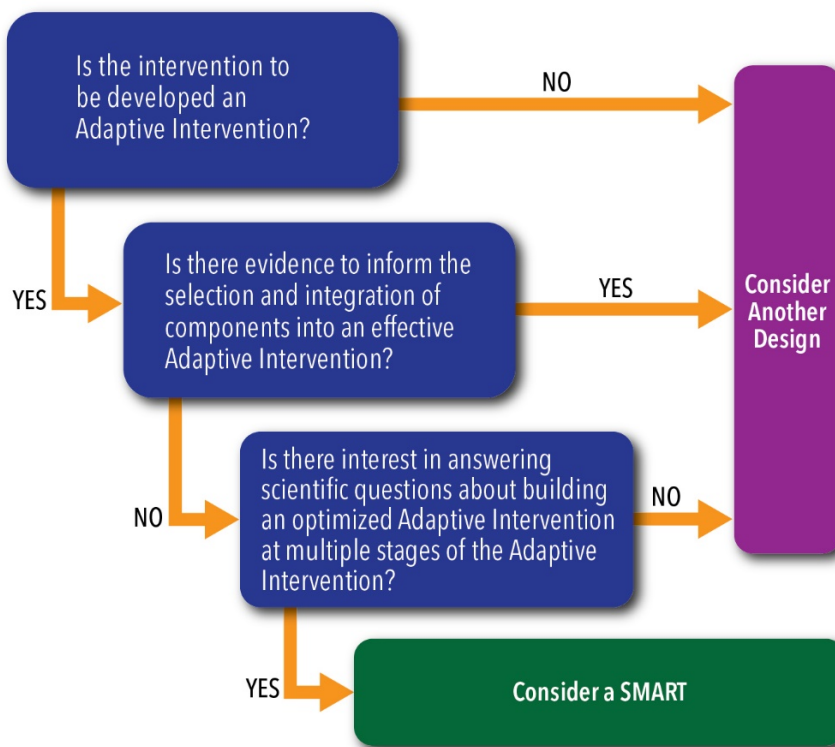 Is the intervention to
be developed an
Adaptive Intervention?
NO
YES
Is there evidence to inform the
selection and integration of
components into an effective
Adaptive Intervention?
YES
Consider
Another
Design
NO
Is there interest in answering
scientific questions about building
an optimized Adaptive Intervention
at multiple stages of the Adaptive
Intervention?
NO
YES
Consider a SMART